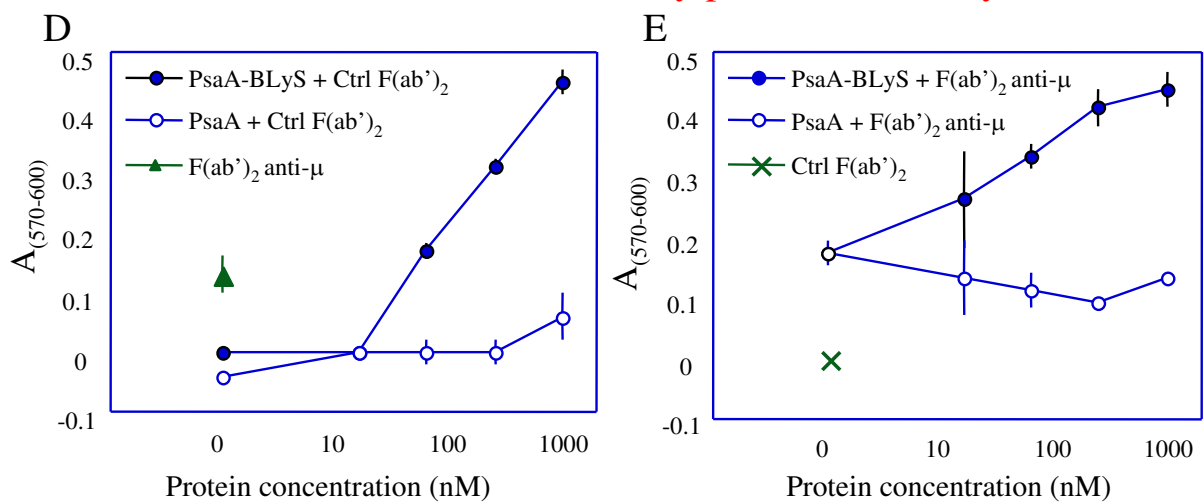 D
0.5
0.4
0.3
0.2
0.1
0
-0.1
A(570-600)
PsaA-BLyS + Ctrl F(ab')2
PsaA + Ctrl F(ab')2
F(ab')2 anti-μ
0 10 100 1000
Protein concentration (nM)
E
0.5
0.4
0.3
0.2
0.1
0
-0.1
A(570-600)
PsaA-BLyS + F(ab')2 anti-μ
PsaA + F(ab')2 anti-μ
Ctrl F(ab')2
0 10 100 1000
Protein concentration (nM)